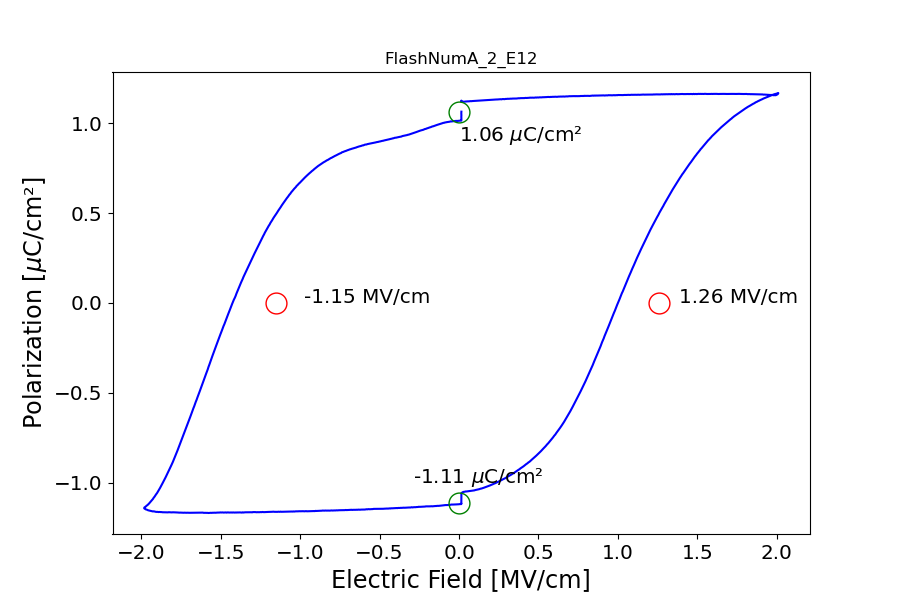 FlashNumA_2_E12
Polarization [μC/cm²]
1.0
0.5
0.0
−0.5
−1.0
1.06 μC/cm²
-1.15 MV/cm
1.26 MV/cm
-1.11 μC/cm²
−2.0 −1.5 −1.0 −0.5 0.0 0.5 1.0 1.5 2.0
Electric Field [MV/cm]